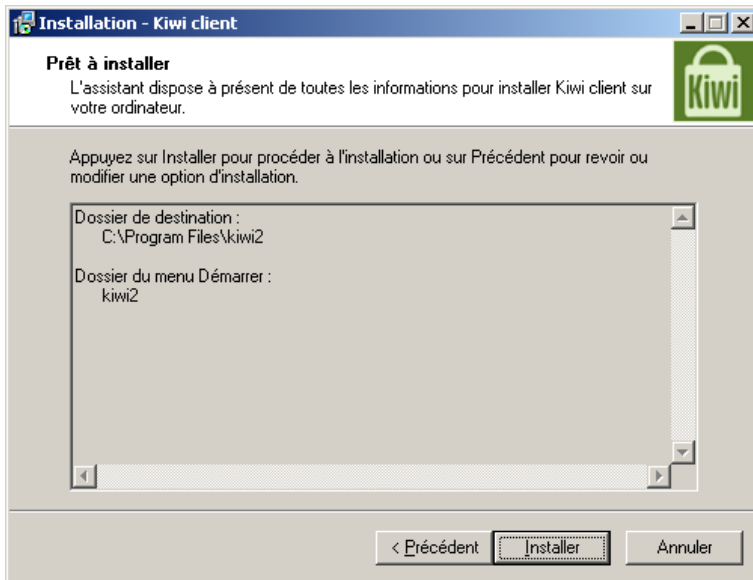 Installation - Kiwi client
Prêt à installer
L'assistant dispose à présent de toutes les informations pour installer Kiwi client sur
votre ordinateur.
Kiwi
Appuyez sur Installer pour procéder à l'installation ou sur Précédent pour revoir ou
modifier une option d'installation.
Dossier de destination :
C:\Program Files\kiwi2
Dossier du menu Démarrer :
kiwi2
< Précédent
Installer
Annuler